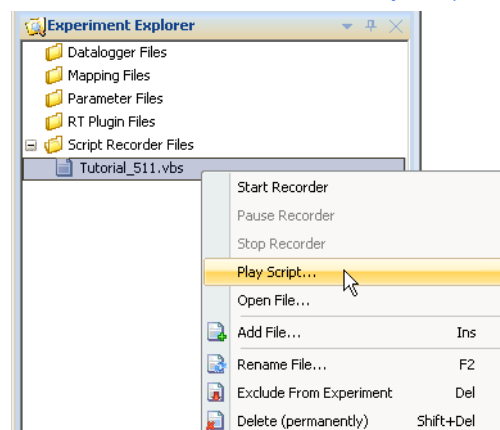 Experiment Explorer
Datalogger Files
Mapping Files
Parameter Files
RT Plugin Files
Script Recorder Files
Tutorial_511.vbs
Start Recorder
Pause Recorder
Stop Recorder
Play Script...
Open File...
Add File... Ins
Rename File... F2
Exclude From Experiment Del
Delete (permanently) Shift+Del